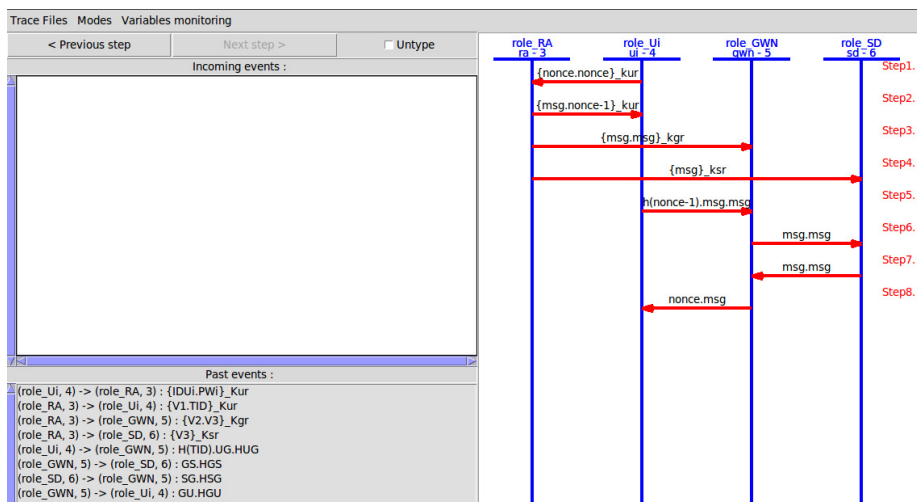 Trace Files Modes Variables monitoring
< Previous step
Next step >
Untype
Incoming events :
Past events :
(role_Ui, 4) -> (role_RA, 3) : {IDUi.PWi}_Kur
(role_RA, 3) -> (role_Ui, 4) : {V1.TID}_Kur
(role_RA, 3) -> (role_GWN, 5) : {V2.V3}_Kgr
(role_RA, 3) -> (role_SD, 6) : {V3}_Ksr
(role_Ui, 4) -> (role_GWN, 5) : H(TID).UG.HUG
(role_GWN, 5) -> (role_SD, 6) : GS.HGS
(role_SD, 6) -> (role_GWN, 5) : SG.HSG
(role_GWN, 5) -> (role_Ui, 4) : GU.HGU
role_RA role_Ui role_GWN role_SD
ra - 3 ui - 4 gwn - 5 sd - 6
Step1.
{nonce.nonce}_kur
Step2.
{msg.nonce-1}_kur
Step3.
{msg.msg}_kgr
Step4.
{msg}_ksr
Step5.
h(nonce-1).msg.msg
Step6.
msg.msg
Step7.
msg.msg
Step8.
nonce.msg